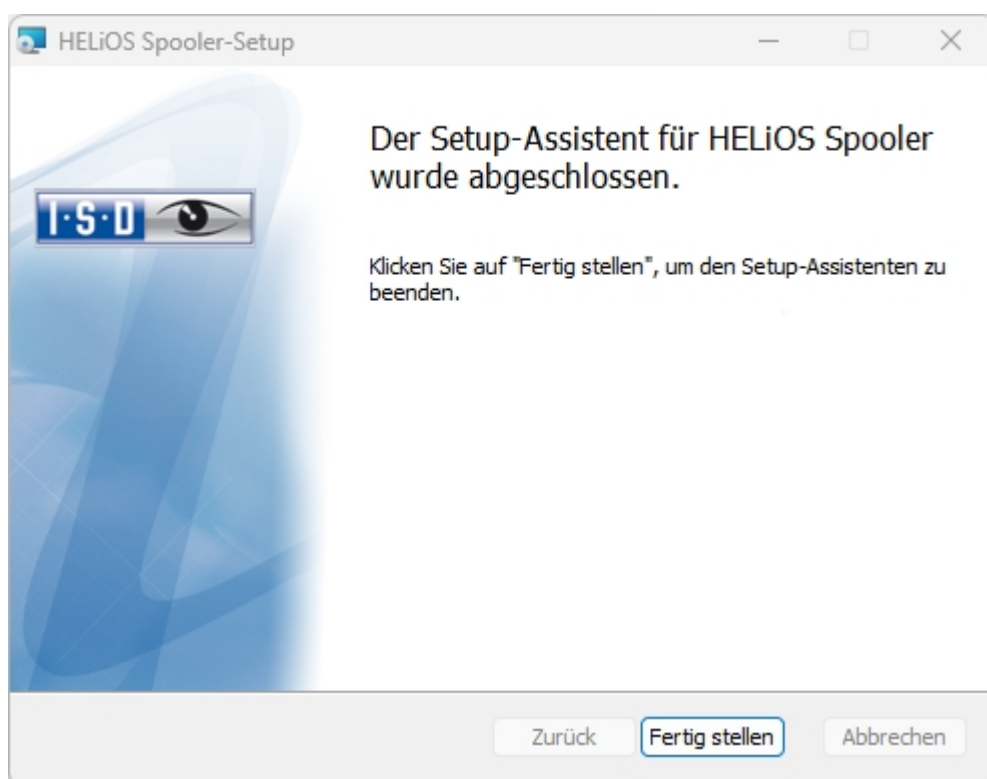 HELiOS Spooler-Setup
Der Setup-Assistent für HELiOS Spooler
wurde abgeschlossen.
I·S·D
Klicken Sie auf "Fertig stellen", um den Setup-Assistenten zu
beenden.
Zurück Fertig stellen Abbrechen